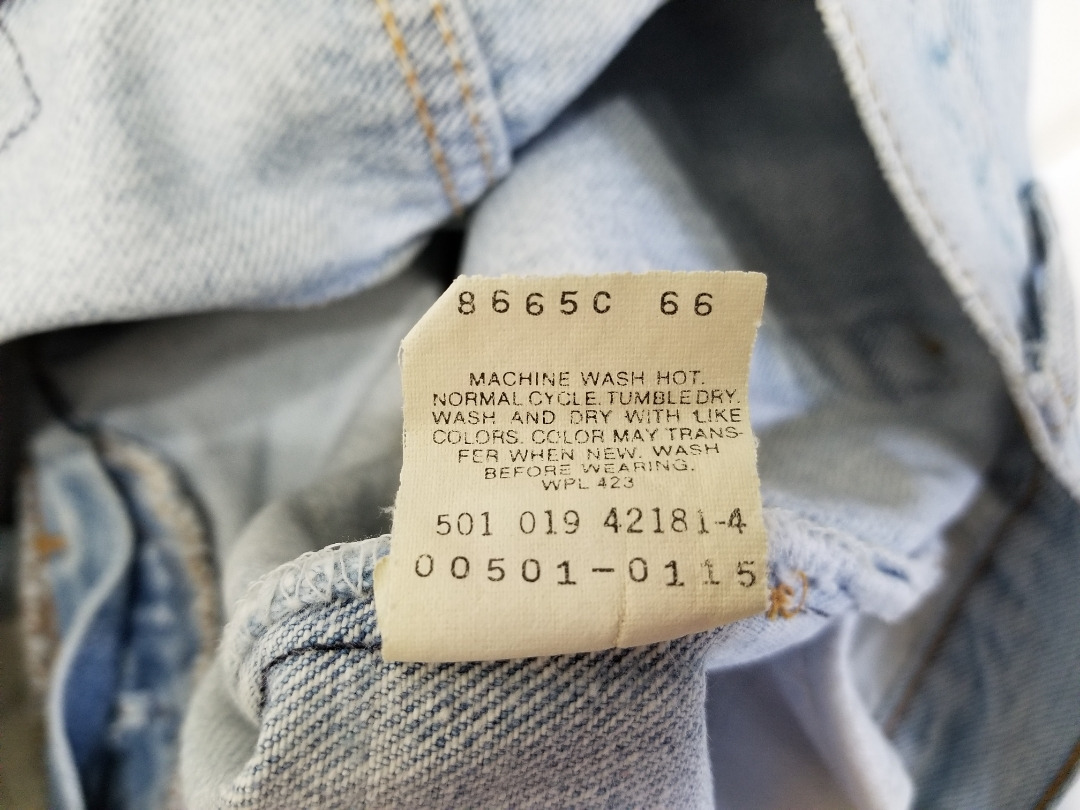 8665C 66
MACHINE WASH HOT.
NORMAL CYCLE. TUMBLE DRY.
WASH AND DRY WITH LIKE
COLORS. COLOR MAY TRANS-
FER WHEN NEW. WASH
BEFORE WEARING.
WPL 423
501 019 42181-4
00501-0115